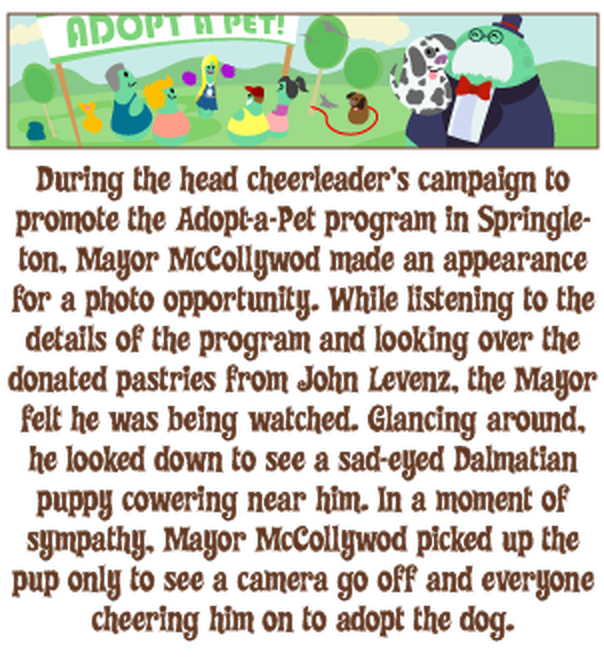 ADOPT A PET!
During the head cheerleader's campaign to
promote the Adopt-a-Pet program in Springle-
ton, Mayor McCollywod made an appearance
for a photo opportunity. While listening to the
details of the program and looking over the
donated pastries from John Levenz, the Mayor
felt he was being watched. Glancing around,
he looked down to see a sad-eyed Dalmatian
puppy cowering near him. In a moment of
sympathy, Mayor McCollywod picked up the
pup only to see a camera go off and everyone
cheering him on to adopt the dog.